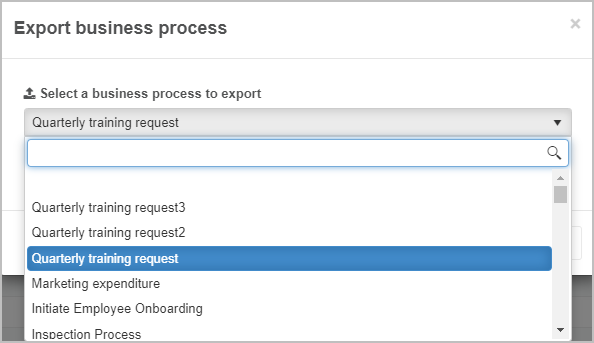 Export business process
×
Select a business process to export
Quarterly training request
Quarterly training request3
Quarterly training request2
Quarterly training request
Marketing expenditure
Initiate Employee Onboarding
Inspection Process